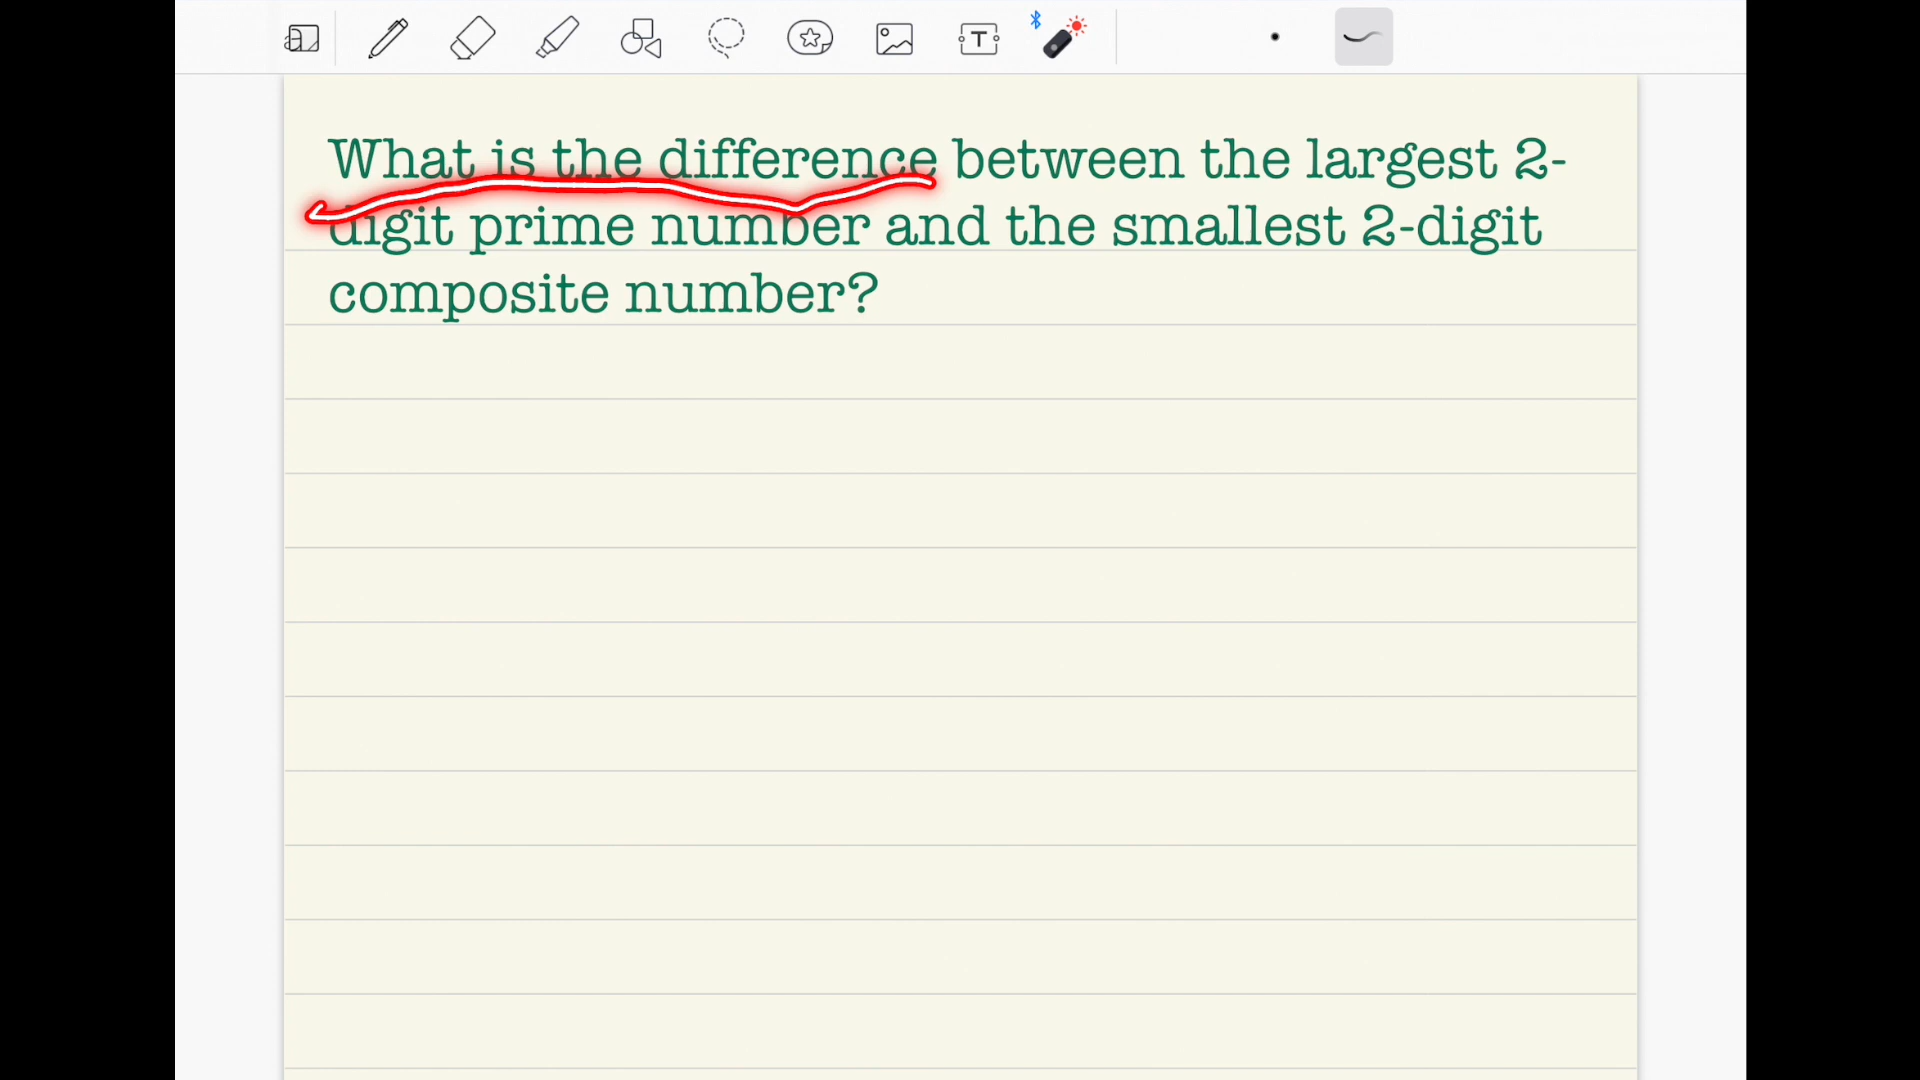 What is the difference between the largest 2-
digit prime number and the smallest 2-digit
composite number?